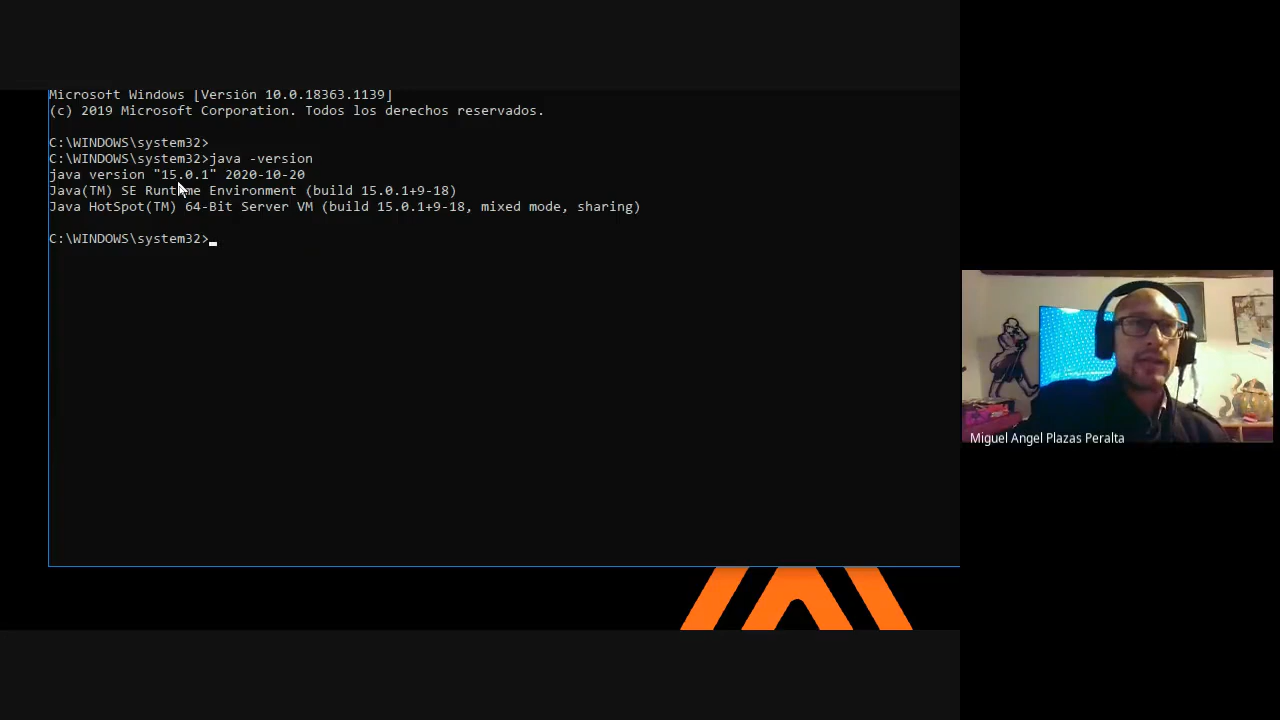 Microsoft Windows [Versión 10.0.18363.1139]
(c) 2019 Microsoft Corporation. Todos los derechos reservados.
C:\WINDOWS\system32>
C:\WINDOWS\system32>java -version
java version "15.0.1" 2020-10-20
Java(TM) SE Runtime Environment (build 15.0.1+9-18)
Java HotSpot(TM) 64-Bit Server VM (build 15.0.1+9-18, mixed mode, sharing)
C:\WINDOWS\system32>
Miguel Angel Plazas Peralta